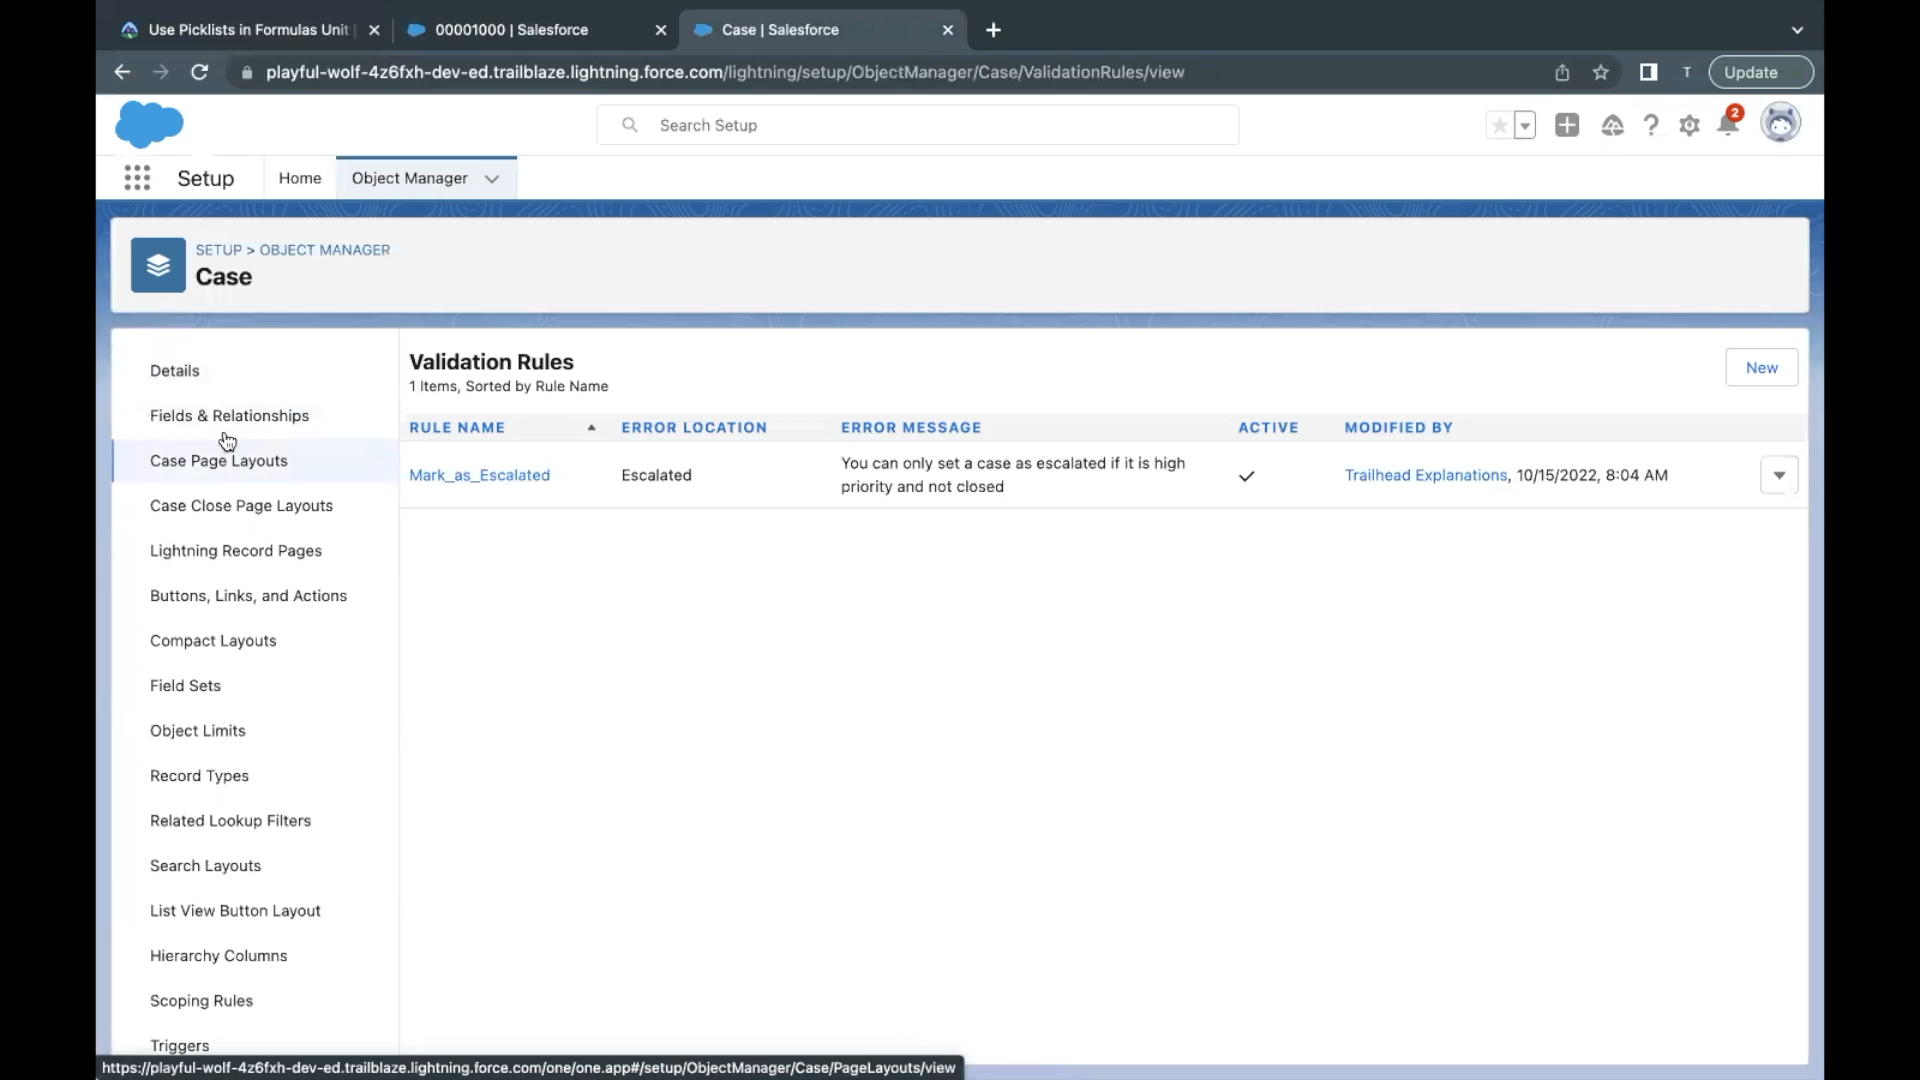 Use Picklists in Formulas Unit
00001000 | Salesforce
Case | Salesforce
playful-wolf-4z6fxh-dev-ed.trailblaze.lightning.force.com/lightning/setup/ObjectManager/Case/ValidationRules/view
T
Update
Search Setup
2
Setup
Home
Object Manager
SETUP > OBJECT MANAGER
Case
Details
Fields & Relationships
Case Page Layouts
Case Close Page Layouts
Lightning Record Pages
Buttons, Links, and Actions
Compact Layouts
Field Sets
Object Limits
Record Types
Related Lookup Filters
Search Layouts
List View Button Layout
Hierarchy Columns
Scoping Rules
Triggers
Validation Rules
1 Items, Sorted by Rule Name
New
RULE NAME ERROR LOCATION ERROR MESSAGE ACTIVE MODIFIED BY
Mark_as_Escalated Escalated You can only set a case as escalated if it is high
priority and not closed
Trailhead Explanations, 10/15/2022, 8:04 AM
https://playful-wolf-4z6fxh-dev-ed.trailblaze.lightning.force.com/one/one.app#/setup/ObjectManager/Case/PageLayouts/view